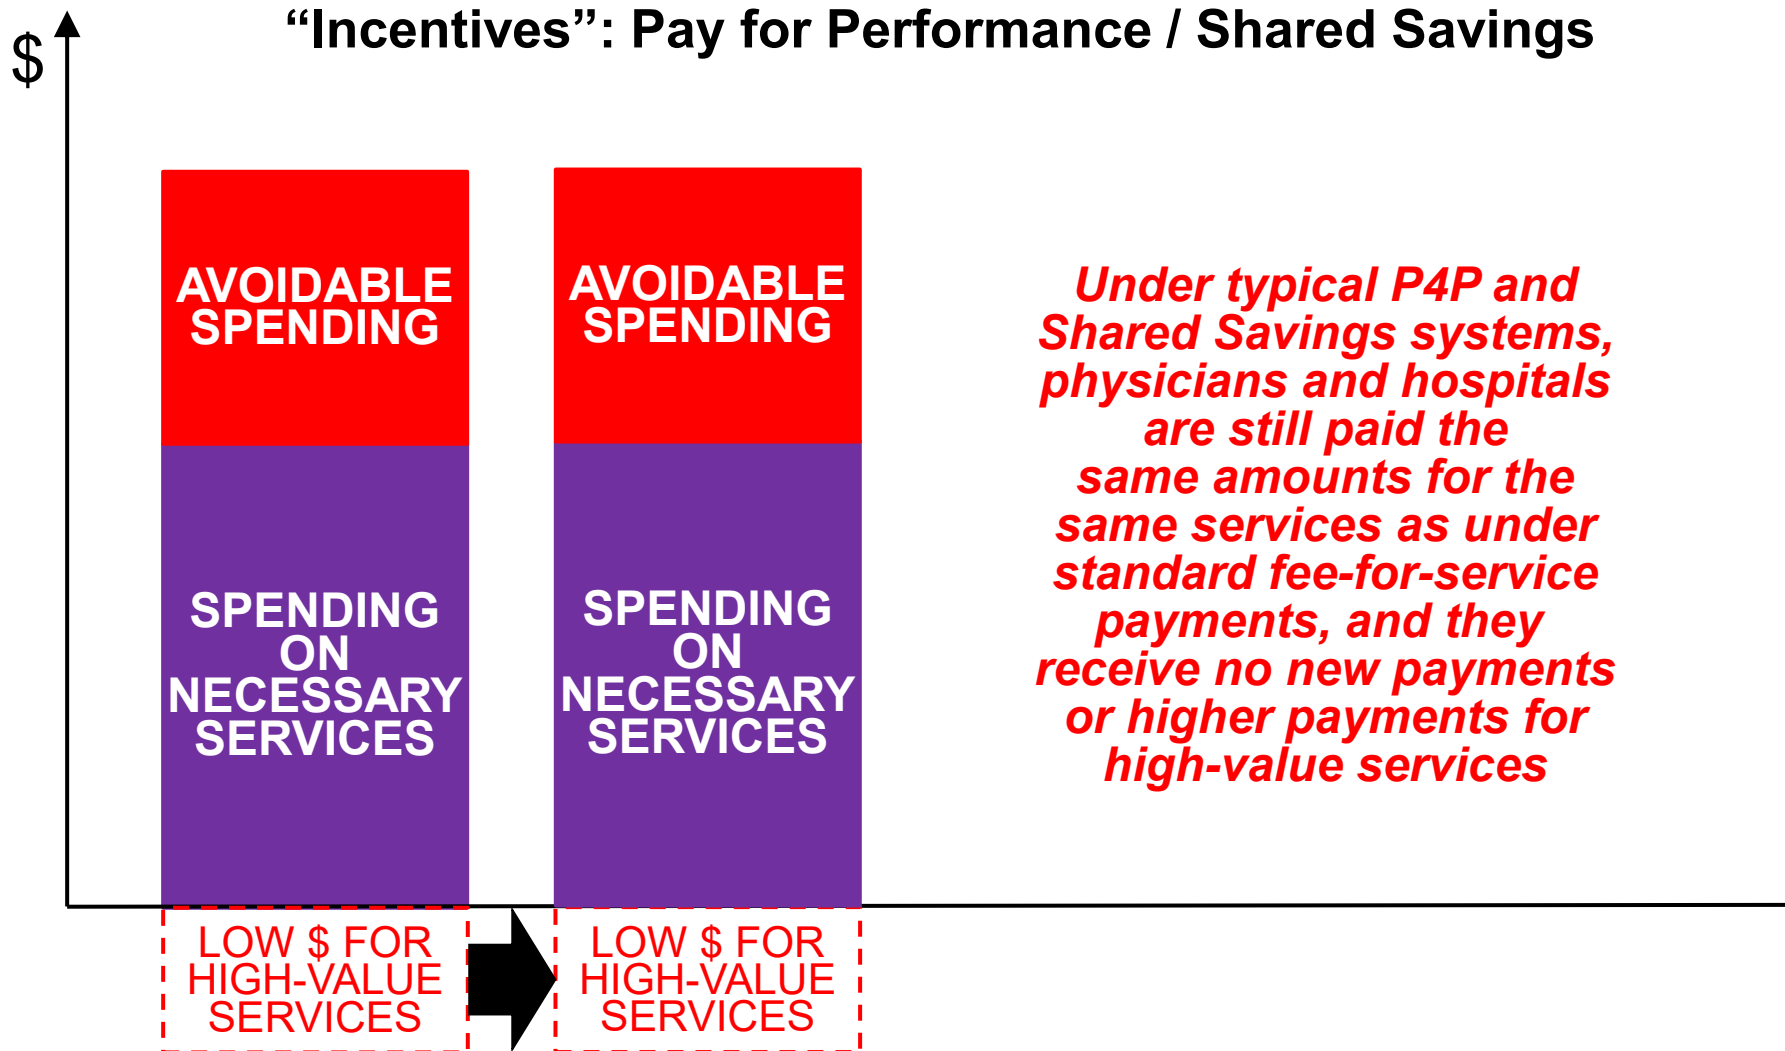 “Incentives”: Pay for Performance / Shared Savings
$
AVOIDABLE
SPENDING
SPENDING
ON
NECESSARY
SERVICES
LOW $ FOR
HIGH-VALUE
SERVICES
AVOIDABLE
SPENDING
SPENDING
ON
NECESSARY
SERVICES
LOW $ FOR
HIGH-VALUE
SERVICES
Under typical P4P and
Shared Savings systems,
physicians and hospitals
are still paid the
same amounts for the
same services as under
standard fee-for-service
payments, and they
receive no new payments
or higher payments for
high-value services